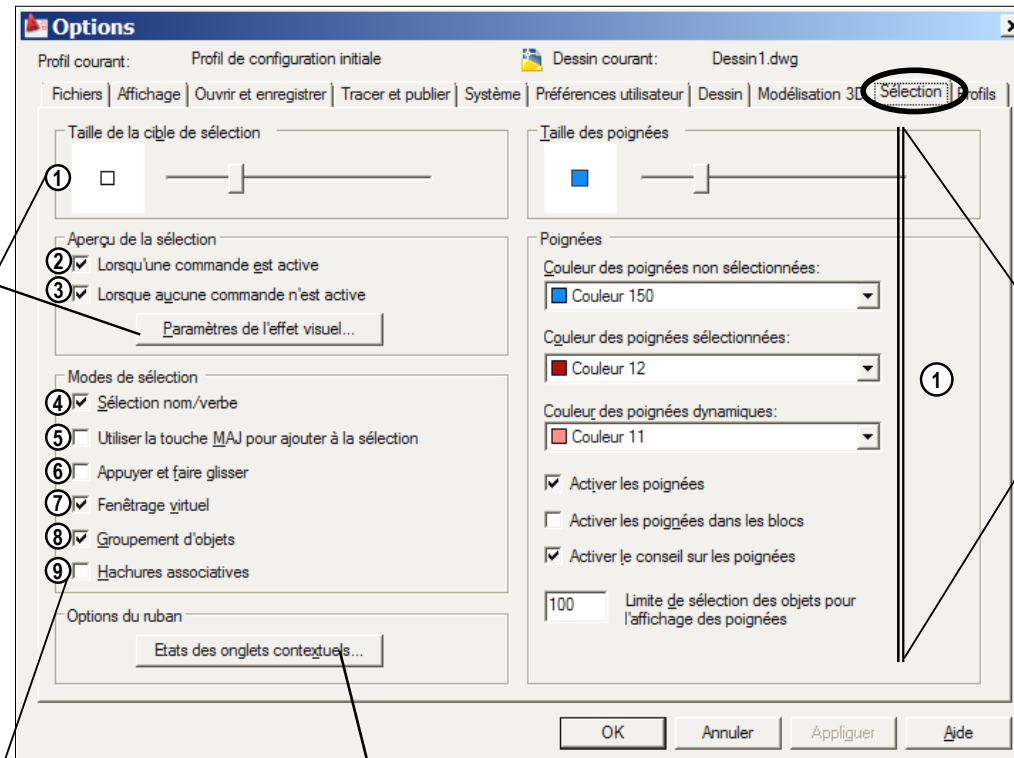 Options
Profil courant: Profil de configuration initiale Dessin courant: Dessin1.dwg
Fichiers Affichage Ouvrir et enregistrer Tracer et publier Système Préférences utilisateur Dessin Modélisation 3D Sélection Profils
Taille de la cible de sélection
1
Aperçu de la sélection
2 Lorsqu'une commande est active
3 Lorsque aucune commande n'est active
Paramètres de l'effet visuel...
Modes de sélection
4 Sélection nom/verbe
5 Utiliser la touche MAJ pour ajouter à la sélection
6 Appuyer et faire glisser
7 Fenêtrage virtuel
8 Groupement d'objets
9 Hachures associatives
Options du ruban
Etats des onglets contextuels...
Taille des poignées
Poignées
Couleur des poignées non sélectionnées:
Couleur 150
Couleur des poignées sélectionnées:
Couleur 12
1
Couleur des poignées dynamiques:
Couleur 11
Activer les poignées
Activer les poignées dans les blocs
Activer le conseil sur les poignées
100 Limite de sélection des objets pour
l'affichage des poignées
OK Annuler Appliquer Aide